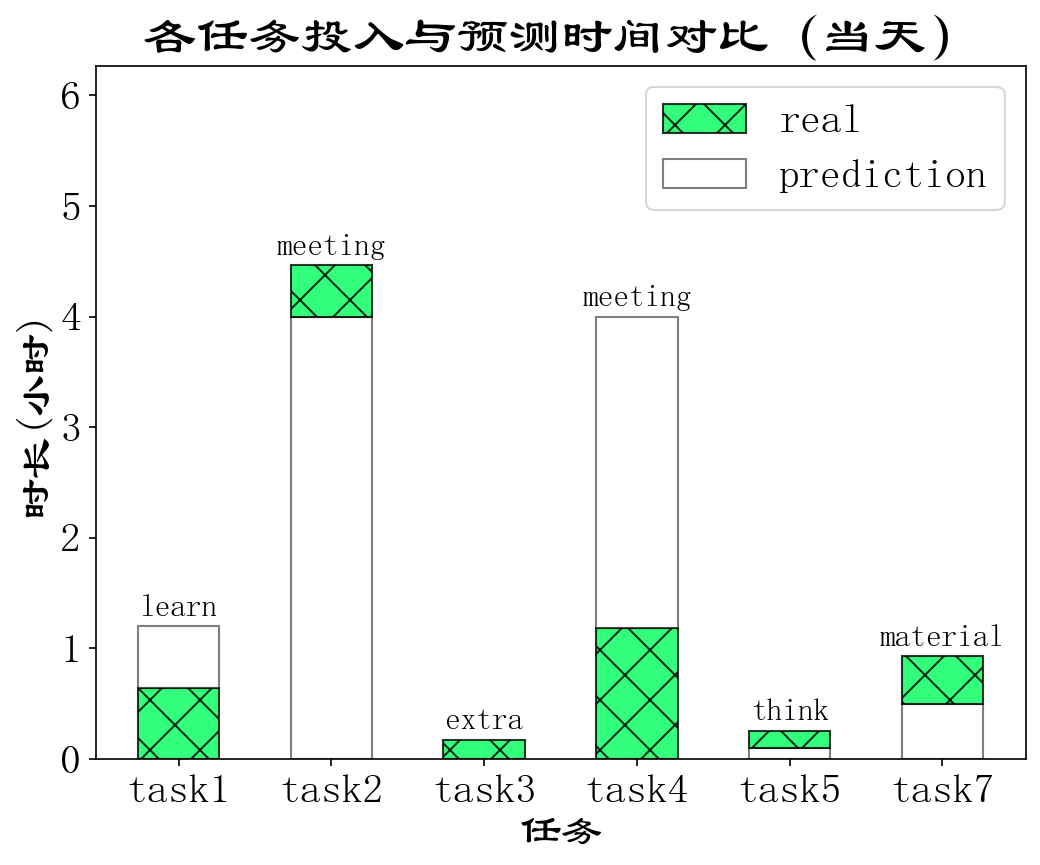 各任务投入与预测时间对比 (当天)
real
prediction
时长(小时)
6
5
4
3
2
1
0
learn
meeting
extra
meeting
think
material
task1 task2 task3 task4 task5 task7
任务